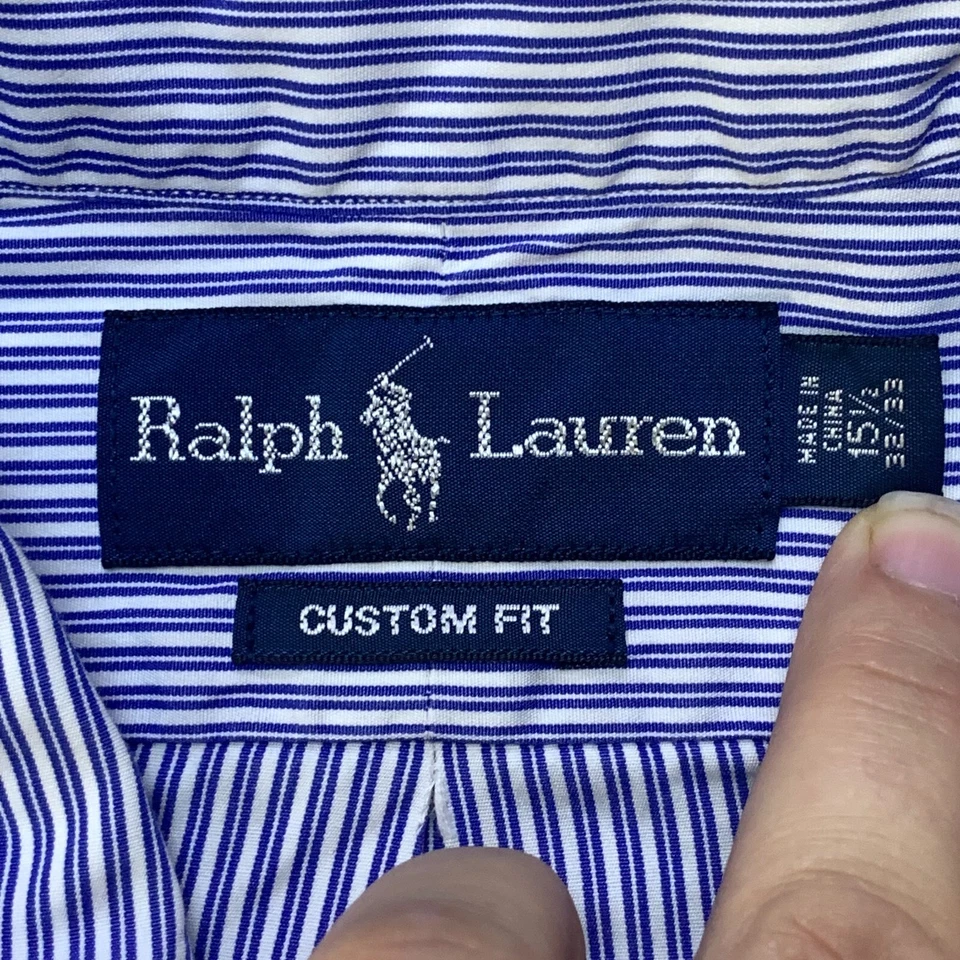 Ralph Lauren
CUSTOM FIT
MADE IN
CHINA
15½
32/33